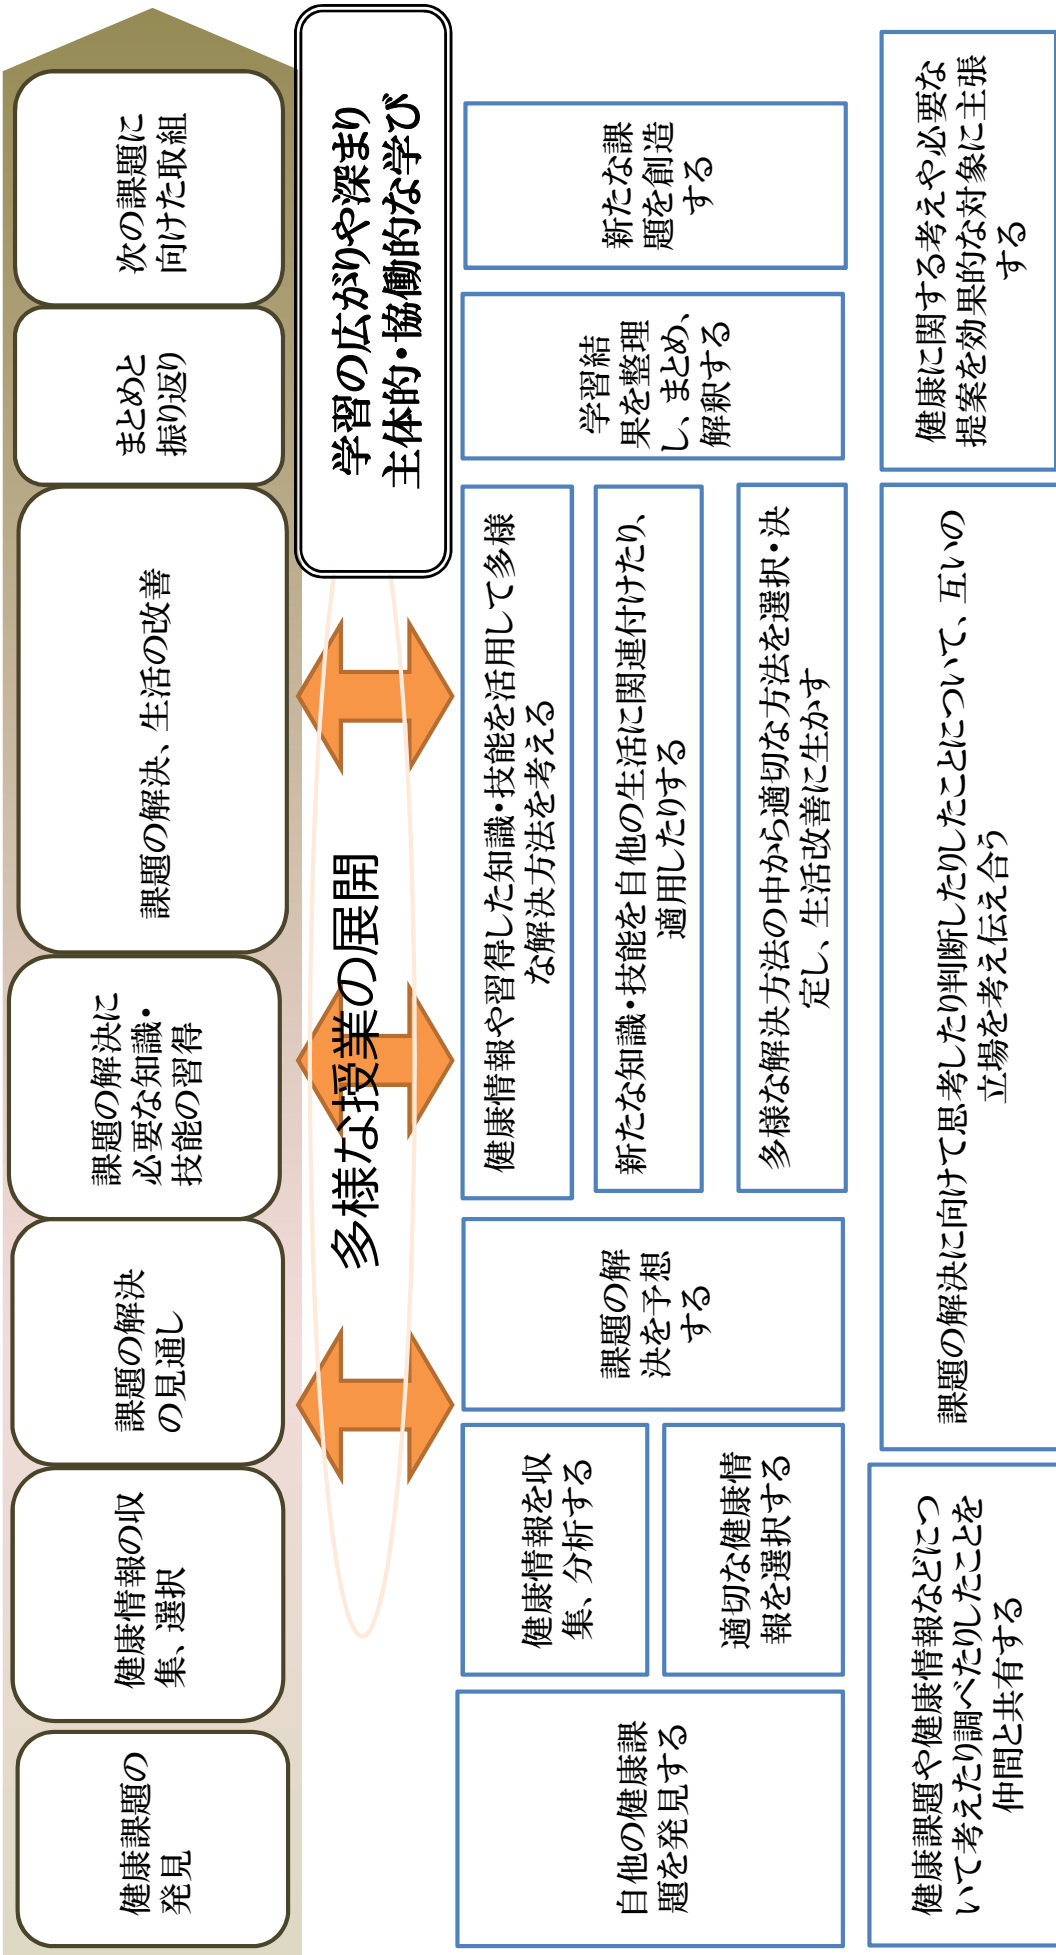 健康課題の
発見
健康情報の収
集、選択
課題の解決
の見通し
課題の解決に
必要な知識・
技能の習得
課題の解決、生活の改善
まとめと
振り返り
次の課題に
向けた取組
多様な授業の展開
学習の広がりや深まり
主体的・協働的な学び
自他の健康課
題を発見する
健康情報を収
集、分析する
適切な健康情
報を選択する
課題の解
決を予想
する
健康情報や習得した知識・技能を活用して多様
な解決方法を考える
新たな知識・技能を自他の生活に関連付けたり、
適用したりする
多様な解決方法の中から適切な方法を選択・決
定し、生活改善に生かす
学習結
果を整理
し、まとめ、
解釈する
新たな課
題を創造
する
健康課題や健康情報などにつ
いて考えたり調べたりしたことを
仲間と共有する
課題の解決に向けて思考したり判断したりしたことについて、互いの
立場を考え伝え合う
健康に関する考えや必要な
提案を効果的な対象に主張
する